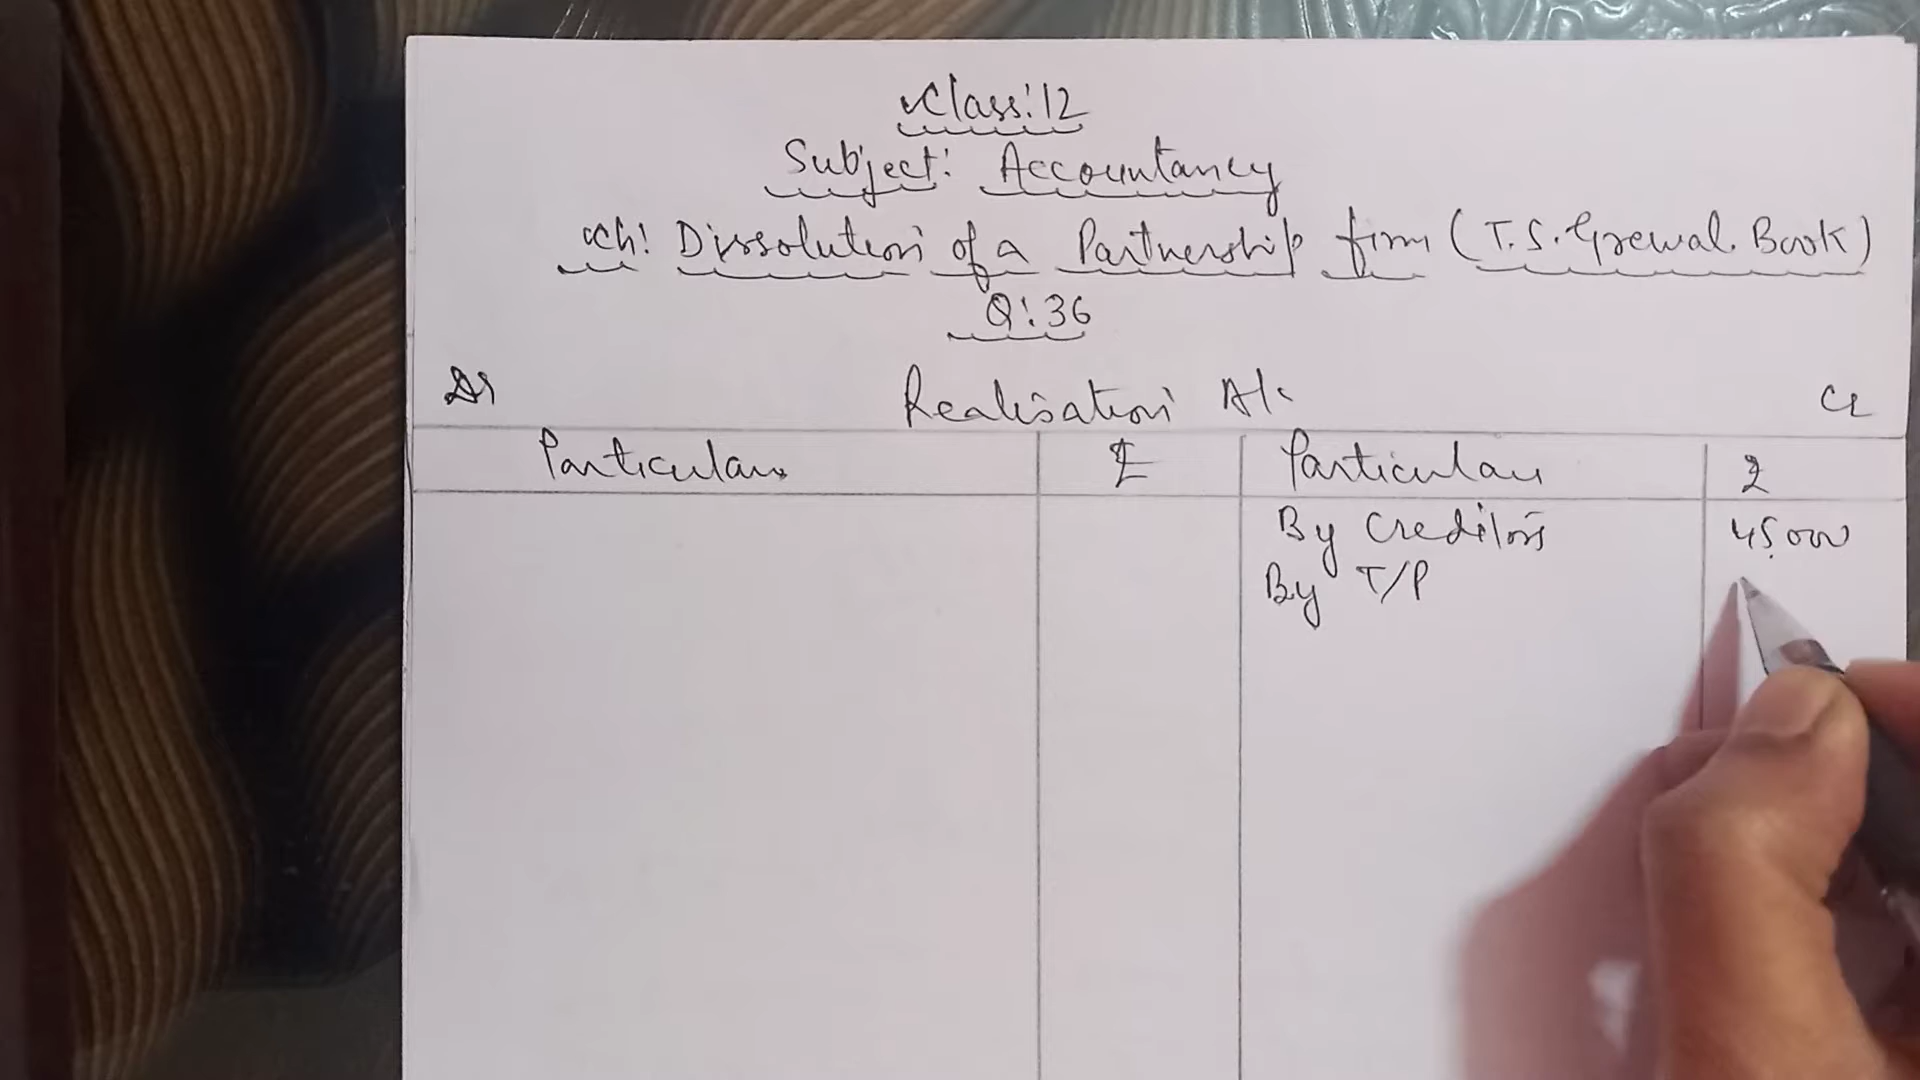 Class: 12
Subject: Accountancy
Ch: Dissolution of a Partnership firm (T.S. Grewal. Book)
Q: 36
Dr Realisation A/c Cr
Particulars ₹ Particulars ₹
By Creditors 45,000
By T/P